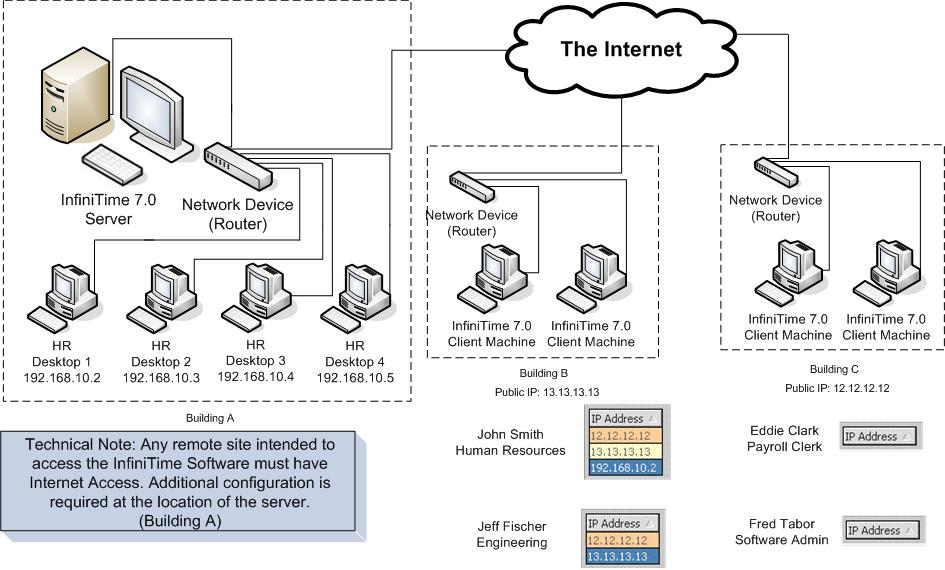 The Internet
InfiniTime 7.0
Server
Network Device
(Router)
HR
Desktop 1
192.168.10.2
HR
Desktop 2
192.168.10.3
HR
Desktop 3
192.168.10.4
HR
Desktop 4
192.168.10.5
Building A
Network Device
(Router)
InfiniTime 7.0
Client Machine
InfiniTime 7.0
Client Machine
Building B
Public IP: 13.13.13.13
Network Device
(Router)
InfiniTime 7.0
Client Machine
InfiniTime 7.0
Client Machine
Building C
Public IP: 12.12.12.12
Technical Note: Any remote site intended to
access the InfiniTime Software must have
Internet Access. Additional configuration is
required at the location of the server.
(Building A)
John Smith
Human Resources
IP Address
12.12.12.12
13.13.13.13
192.168.10.2
Eddie Clark
Payroll Clerk
IP Address
Jeff Fischer
Engineering
IP Address
12.12.12.12
13.13.13.13
Fred Tabor
Software Admin
IP Address